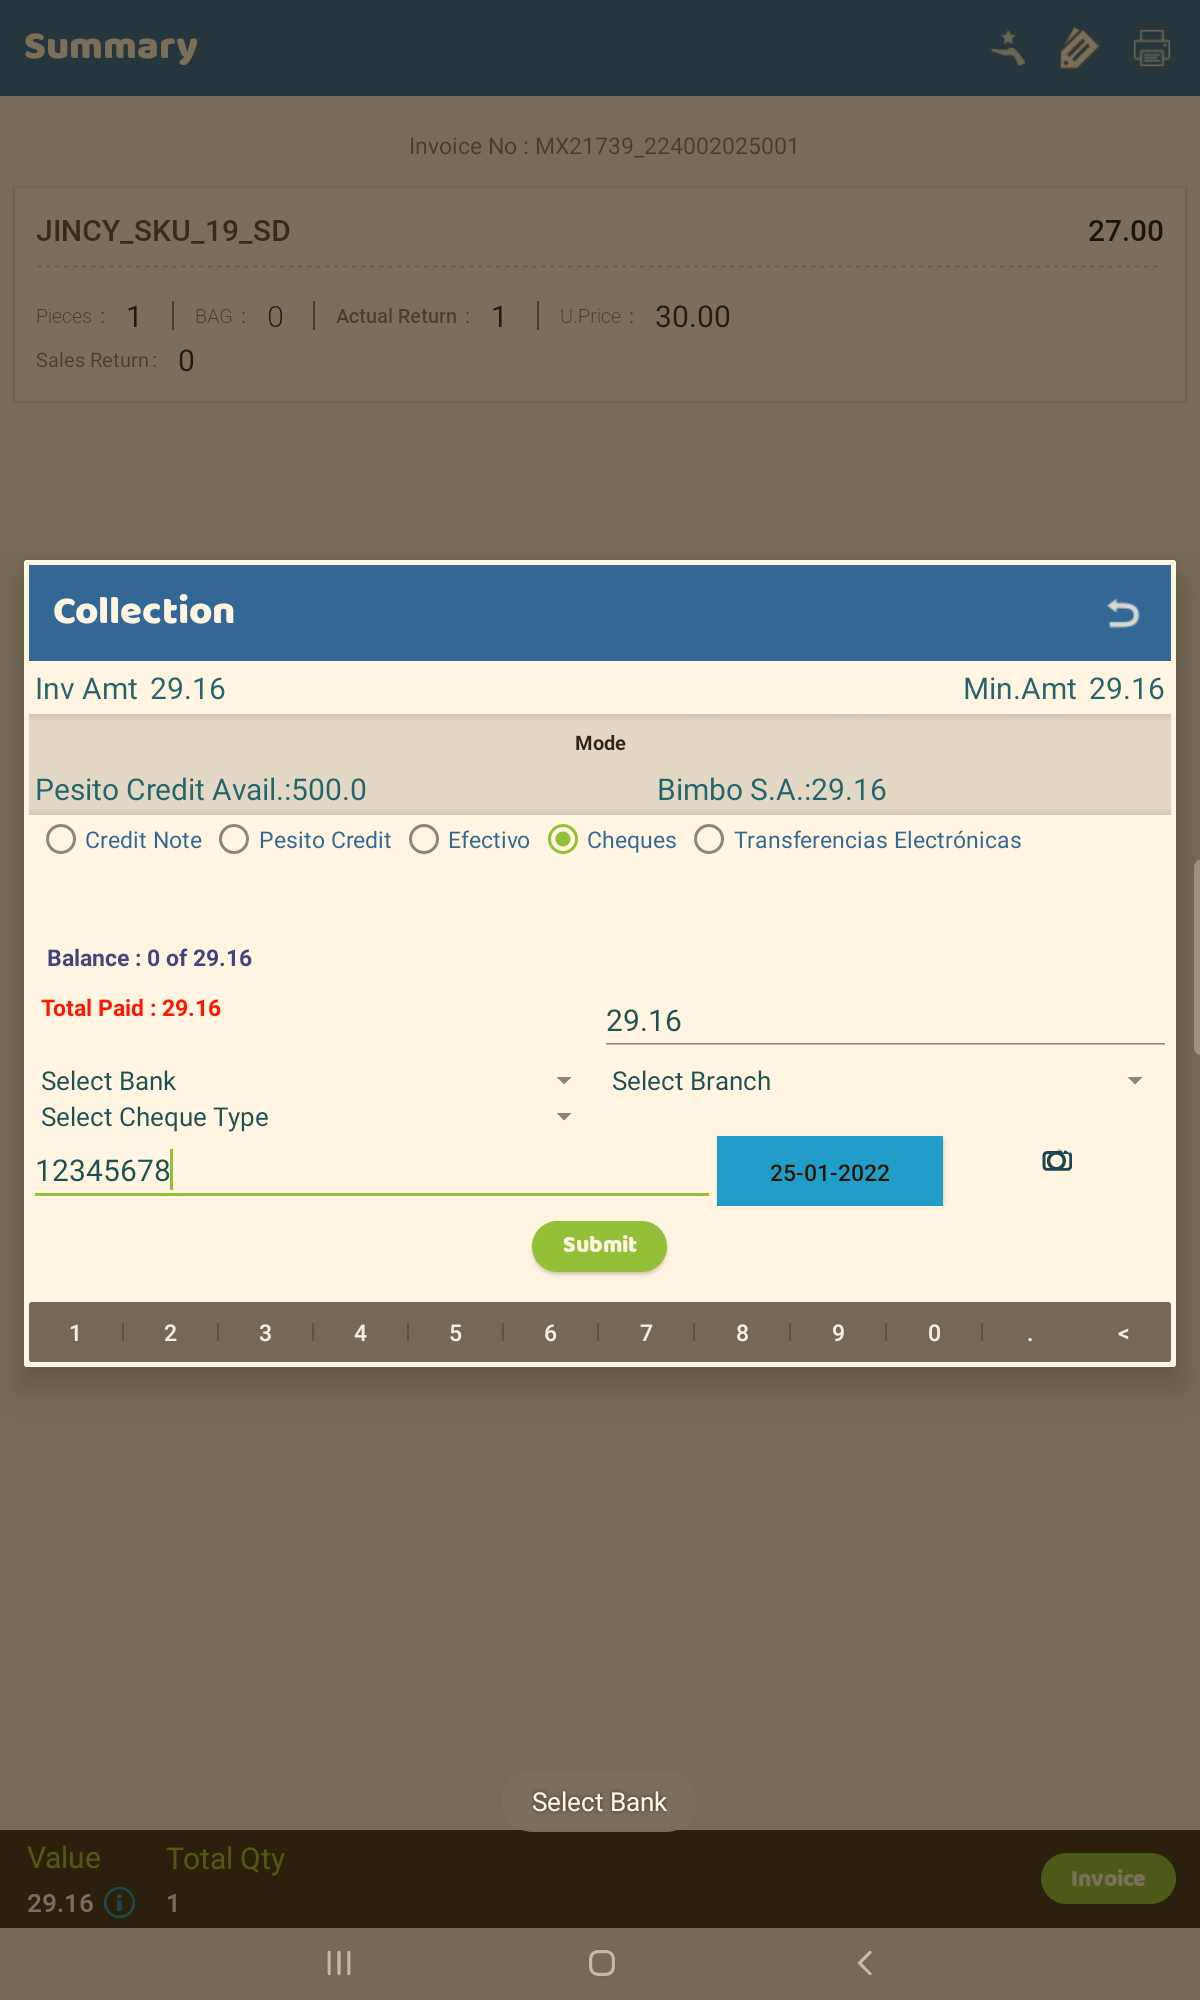 Summary
Invoice No : MX21739_224002025001
JINCY_SKU_19_SD 27.00
Pieces : 1 BAG : 0 Actual Return : 1 U.Price : 30.00
Sales Return : 0
Collection
Inv Amt 29.16 Min.Amt 29.16
Mode
Pesito Credit Avail.:500.0 Bimbo S.A.:29.16
Credit Note Pesito Credit Efectivo Cheques Transferencias Electrónicas
Balance : 0 of 29.16
Total Paid : 29.16
29.16
Select Bank Select Branch
Select Cheque Type
12345678 25-01-2022
Submit
1 2 3 4 5 6 7 8 9 0 . <
Select Bank
Value Total Qty
29.16 i 1
Invoice